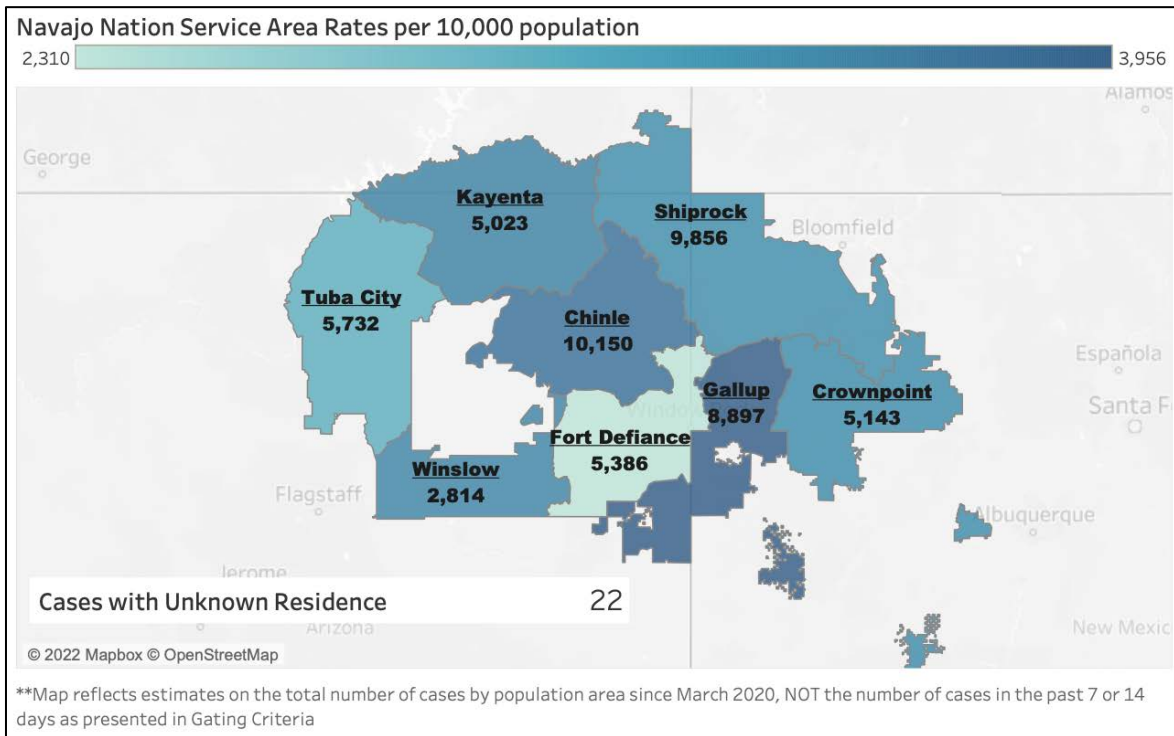 Navajo Nation Service Area Rates per 10,000 population
2,310
3,956
Alamos
George
Kayenta
5,023
Shiprock
9,856
Bloomfield
Tuba City
5,732
Chinle
10,150
Española
Gallup
8,897
Crownpoint
5,143
Santa F
Window
Fort Defiance
5,386
Winslow
2,814
Flagstaff
Albuquerque
Jerome
Cases with Unknown Residence 22
Arizona
New Mexic
© 2022 Mapbox © OpenStreetMap
**Map reflects estimates on the total number of cases by population area since March 2020, NOT the number of cases in the past 7 or 14
days as presented in Gating Criteria